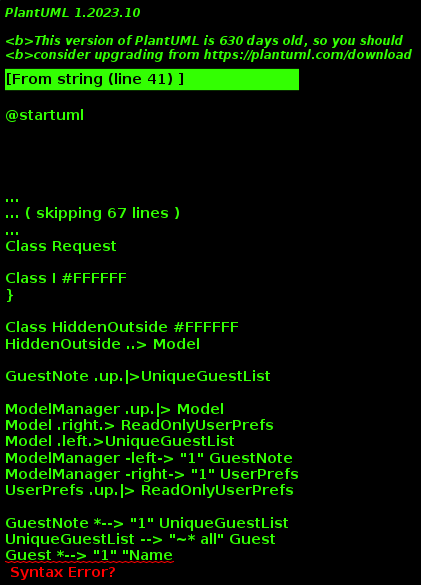 PlantUML 1.2023.10
<b>This version of PlantUML is 630 days old, so you should
<b>consider upgrading from https://plantuml.com/download
[From string (line 41) ]
@startuml
...
... ( skipping 67 lines )
...
Class Request
Class I #FFFFFF
}
Class HiddenOutside #FFFFFF
HiddenOutside ..> Model
GuestNote .up.|>UniqueGuestList
ModelManager .up.|> Model
Model .right.> ReadOnlyUserPrefs
Model .left.>UniqueGuestList
ModelManager -left-> "1" GuestNote
ModelManager -right-> "1" UserPrefs
UserPrefs .up.|> ReadOnlyUserPrefs
GuestNote *--> "1" UniqueGuestList
UniqueGuestList --> "~* all" Guest
Guest *--> "1" "Name
Syntax Error?